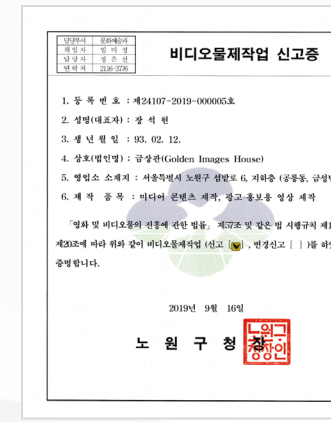 담당부서 문화예술과
책임자 임미정
담당자 정은선
연락처 2116-3776
비디오물제작업 신고증
1. 등 록 번 호 : 제24107-2019-000005호
2. 성명(대표자) : 장 석 현
3. 생 년 월 일 : 93. 02. 12.
4. 상호(법인명) : 금상관(Golden Images House)
5. 영업소 소재지 : 서울특별시 노원구 섬밭로 6, 지하층 (공릉동, 금성
6. 제 작 품 목 : 미디어 콘텐츠 제작, 광고·홍보용 영상 제작
「영화 및 비디오물의 진흥에 관한 법률」 제57조 및 같은 법 시행규칙 제1
제20조에 따라 위와 같이 비디오물제작업 (신고 [ ], 변경신고 [ ])를 하였
증명합니다.
2019년 9월 16일
노 원 구 청 장